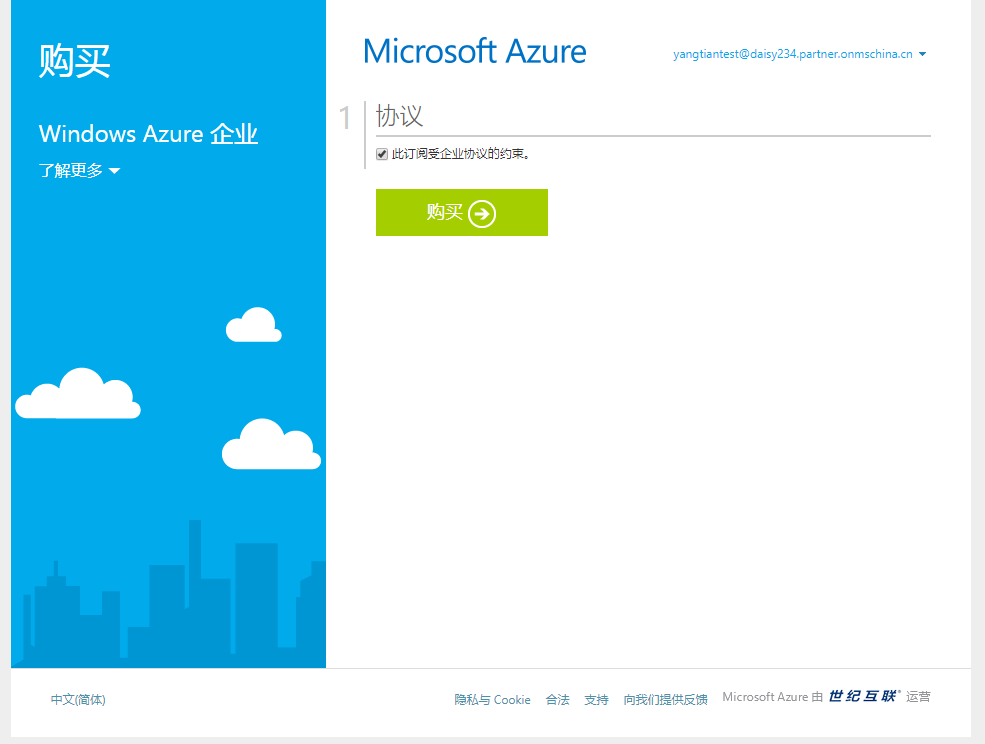 购买
Windows Azure 企业
了解更多
Microsoft Azure
yangtiantest@daisy234.partner.onmschina.cn
1 协议
此订阅受企业协议的约束。
购买
中文(简体)
隐私与 Cookie 合法 支持 向我们提供反馈 Microsoft Azure 由 世纪互联 运营